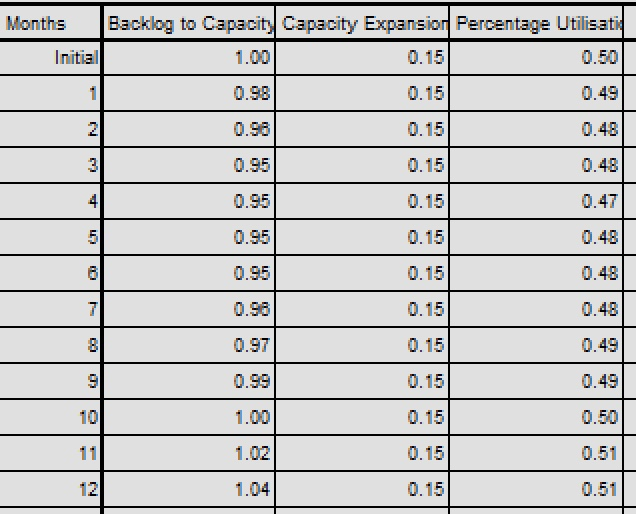 Months Backlog to Capacity Capacity Expansion Percentage Utilisati
Initial 1.00 0.15 0.50
1 0.98 0.15 0.49
2 0.96 0.15 0.48
3 0.95 0.15 0.48
4 0.95 0.15 0.47
5 0.95 0.15 0.48
6 0.95 0.15 0.48
7 0.96 0.15 0.48
8 0.97 0.15 0.49
9 0.99 0.15 0.49
10 1.00 0.15 0.50
11 1.02 0.15 0.51
12 1.04 0.15 0.51